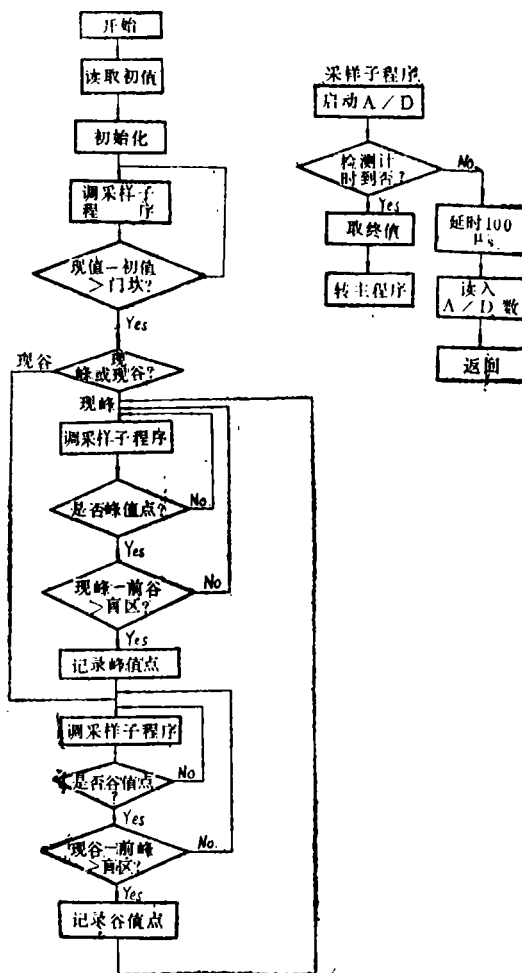 开始
读取初值
初始化
调采样子
程 序
现值-初值
>门坎?
Yes
现谷
现
峰或现谷?
现峰
调采样子程序
是否峰值点?
No
Yes
现峰-前谷
>盲区?
No
Yes
记录峰值点
调采样子程序
是否谷值点
?
No
Yes
现谷-前峰
>盲区?
No.
Yes
记录谷值点
采样子程序
启动A/D
检测计
时到否?
No
Yes
取终值
转主程序
延时100
μs
读入
A/D 数
返回